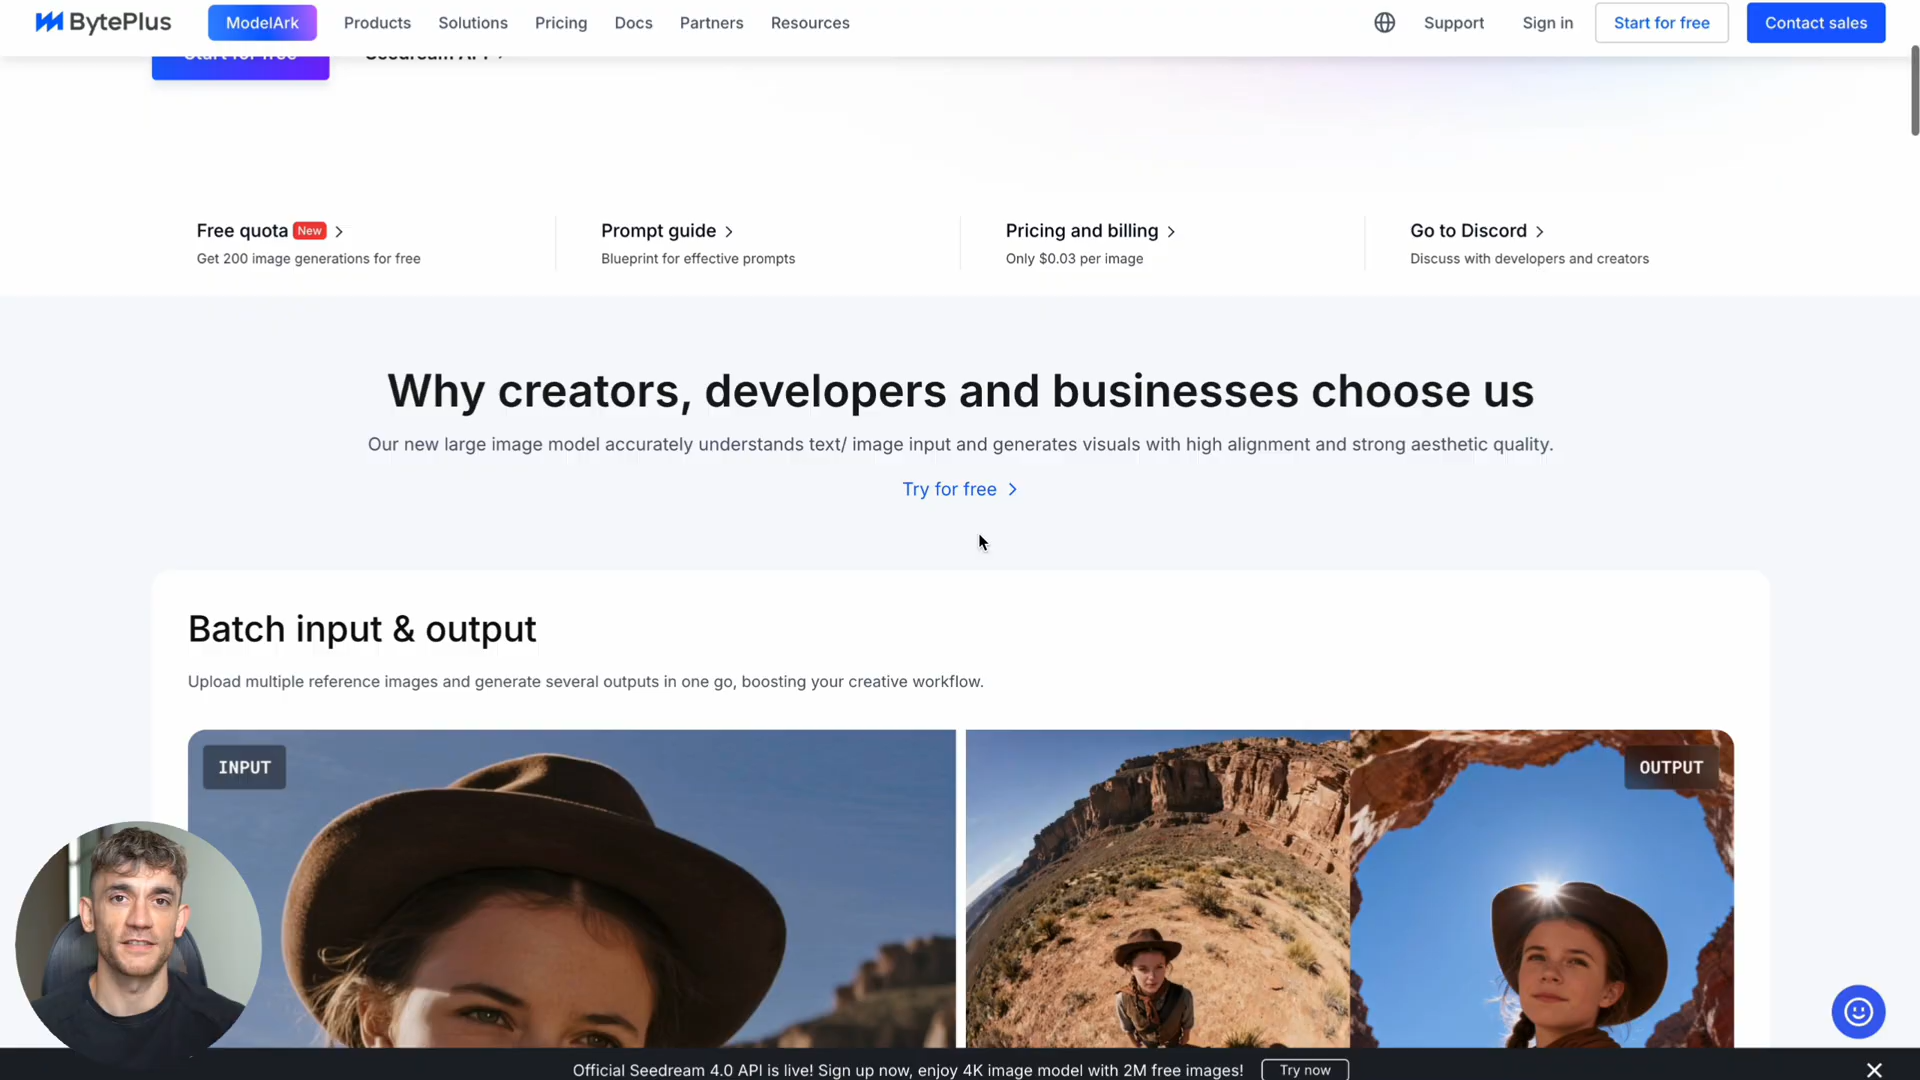 BytePlus
ModelArk
Products
Solutions
Pricing
Docs
Partners
Resources
Support
Sign in
Start for free
Contact sales
Start for free
Seedream API
Free quota New
Get 200 image generations for free
Prompt guide
Blueprint for effective prompts
Pricing and billing
Only $0.03 per image
Go to Discord
Discuss with developers and creators
Why creators, developers and businesses choose us
Our new large image model accurately understands text/ image input and generates visuals with high alignment and strong aesthetic quality.
Try for free
Batch input & output
Upload multiple reference images and generate several outputs in one go, boosting your creative workflow.
INPUT
OUTPUT
Official Seedream 4.0 API is live! Sign up now, enjoy 4K image model with 2M free images!
Try now